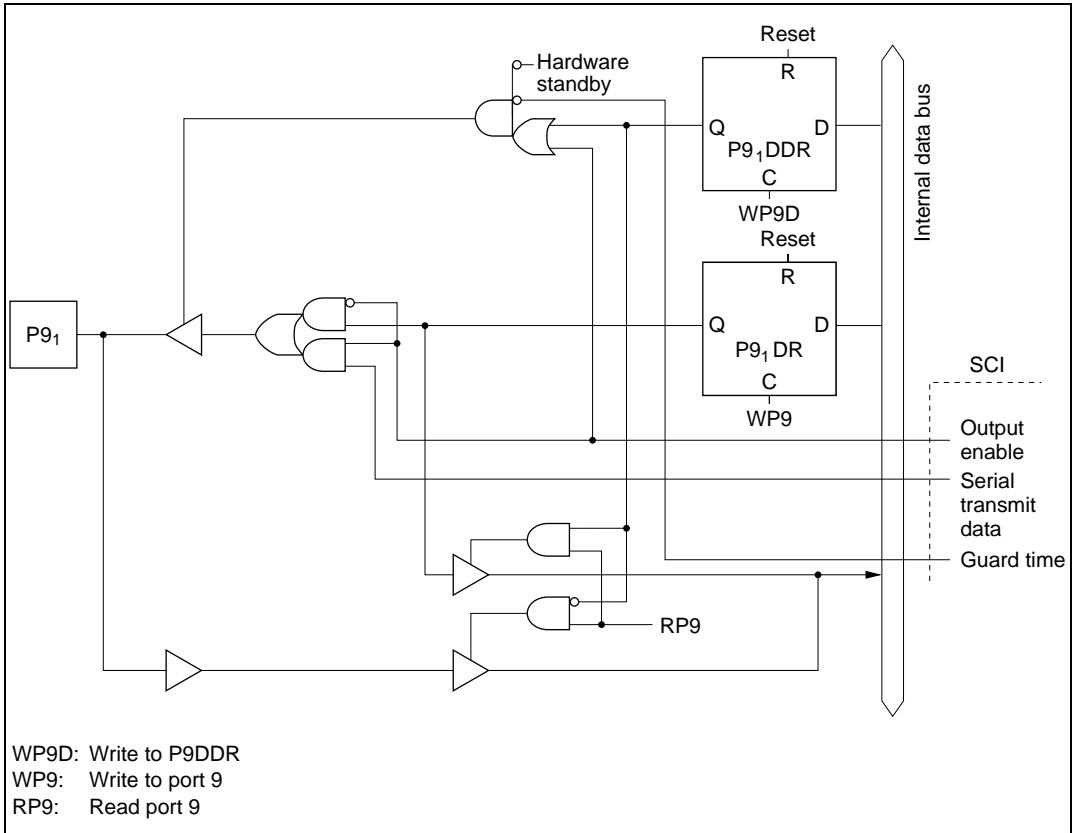 Reset
Hardware
standby
R
Q
D
P9₁DDR
C
WP9D
Internal data bus
Reset
R
P9₁
Q
D
P9₁DR
C
WP9
SCI
Output
enable
Serial
transmit
data
Guard time
RP9
WP9D: Write to P9DDR
WP9: Write to port 9
RP9: Read port 9